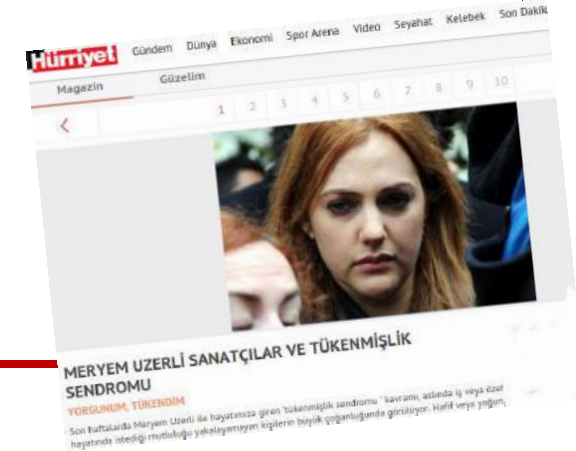 Hürriyet Gündem Dünya Ekonomi Spor Arena Video Seyahat Kelebek Son Dakik
Magazin Güzelim
1 2 3 4 5 6 7 8 9 10
MERYEM UZERLİ SANATÇILAR VE TÜKENMİŞLİK
SENDROMU
YORGUNUM, TÜKENDİM
Son haftalarda Meryem Uzerli ile hayatımıza giren 'tükenmişlik sendromu ' kavramı, aslında iş veya özel
hayatında istediği mutluluğu yakalayamayan kişilerin büyük çoğunluğunda görülüyor. Hafif veya yoğun,